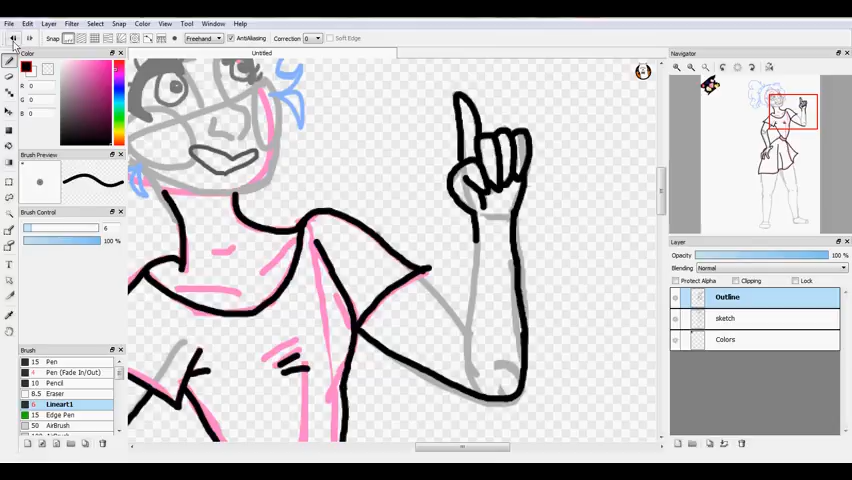 File Edit Layer Filter Select Snap Color View Tool Window Help
Snap
Freehand
AntiAliasing
Correction 0
Soft Edge
Color
Untitled
Navigator
R 0
G 0
B 0
Brush Preview
Brush Control
6
100 %
Layer
Opacity 100 %
Blending Normal
Protect Alpha Clipping Lock
Outline
sketch
Colors
Brush
15 Pen
4 Pen (Fade In/Out)
10 Pencil
8.5 Eraser
6 Lineart1
15 Edge Pen
50 AirBrush